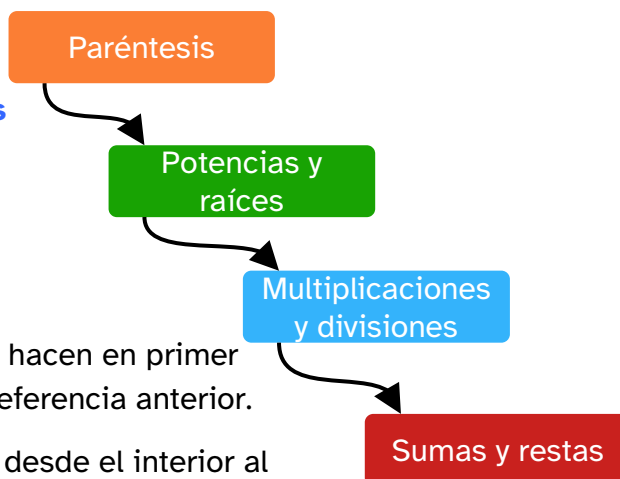 Paréntesis
s
Potencias y
raíces
Multiplicaciones
y divisiones
hacen en primer
eferencia anterior.
Sumas y restas
desde el interior al